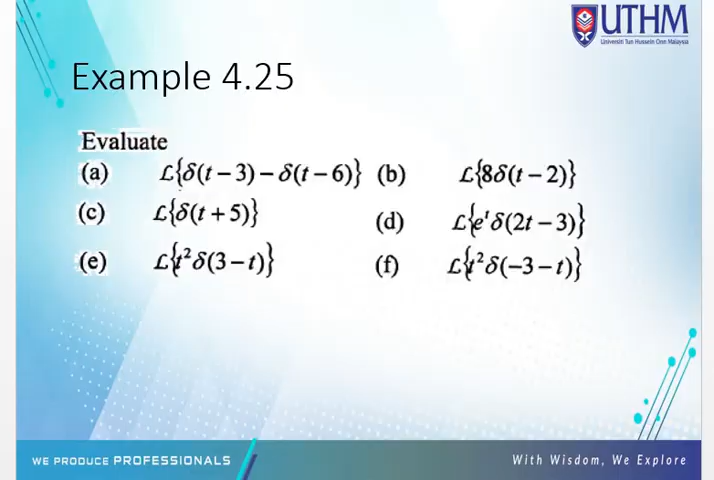 UTHM
Universiti Tun Hussein Onn Malaysia
Example 4.25
Evaluate
(a) ℒ{δ(t − 3) − δ(t − 6)} (b) ℒ{8δ(t − 2)}
(c) ℒ{δ(t + 5)} (d) ℒ{eᵗδ(2t − 3)}
(e) ℒ{t²δ(3 − t)} (f) ℒ{t²δ(−3 − t)}
WE PRODUCE PROFESSIONALS With Wisdom, We Explore